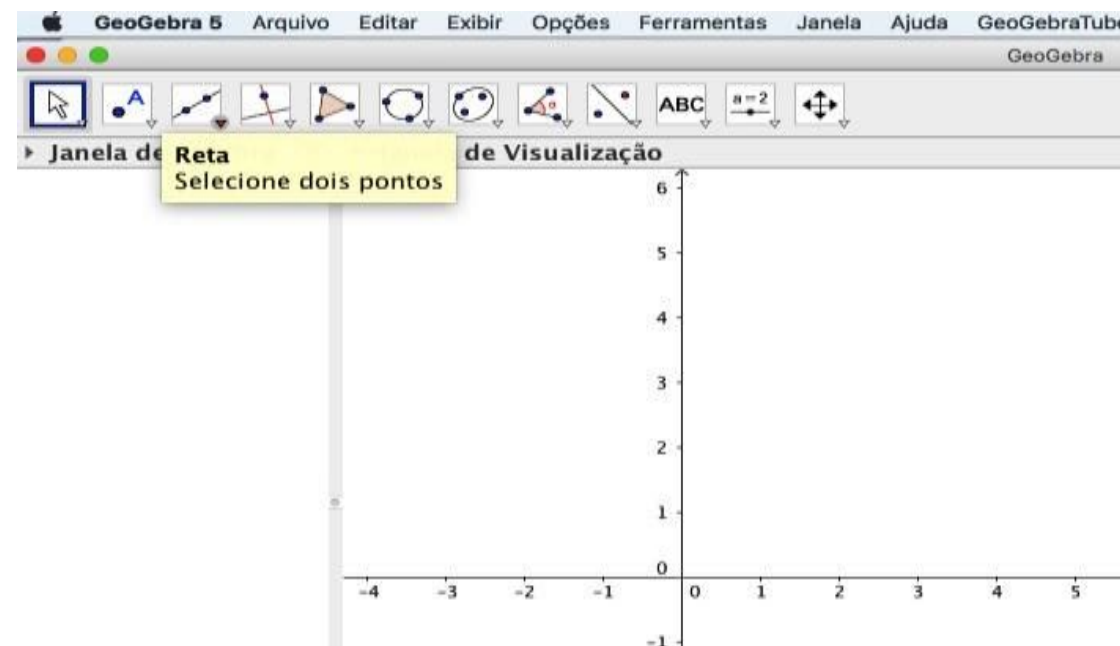 GeoGebra 5 Arquivo Editar Exibir Opções Ferramentas Janela Ajuda GeoGebraTube
GeoGebra
A ABC a=2
Janela de de Visualização
Reta
Selecione dois pontos
6
5
4
3
2
1
0
-4 -3 -2 -1 0 1 2 3 4 5
-1